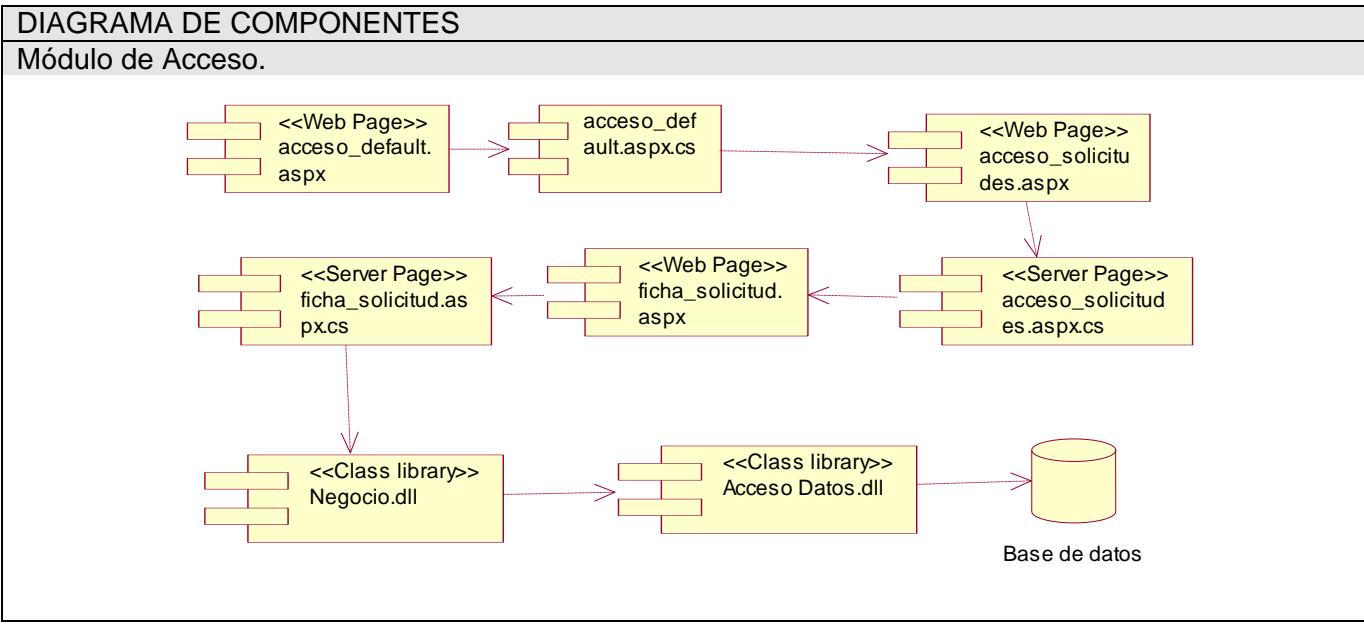 DIAGRAMA DE COMPONENTES
Módulo de Acceso.
<<Web Page>>
acceso_default.
aspx
acceso_def
ault.aspx.cs
<<Web Page>>
acceso_solicitu
des.aspx
<<Server Page>>
ficha_solicitud.as
px.cs
<<Web Page>>
ficha_solicitud.
aspx
<<Server Page>>
acceso_solicitud
es.aspx.cs
<<Class library>>
Negocio.dll
<<Class library>>
Acceso Datos.dll
Base de datos